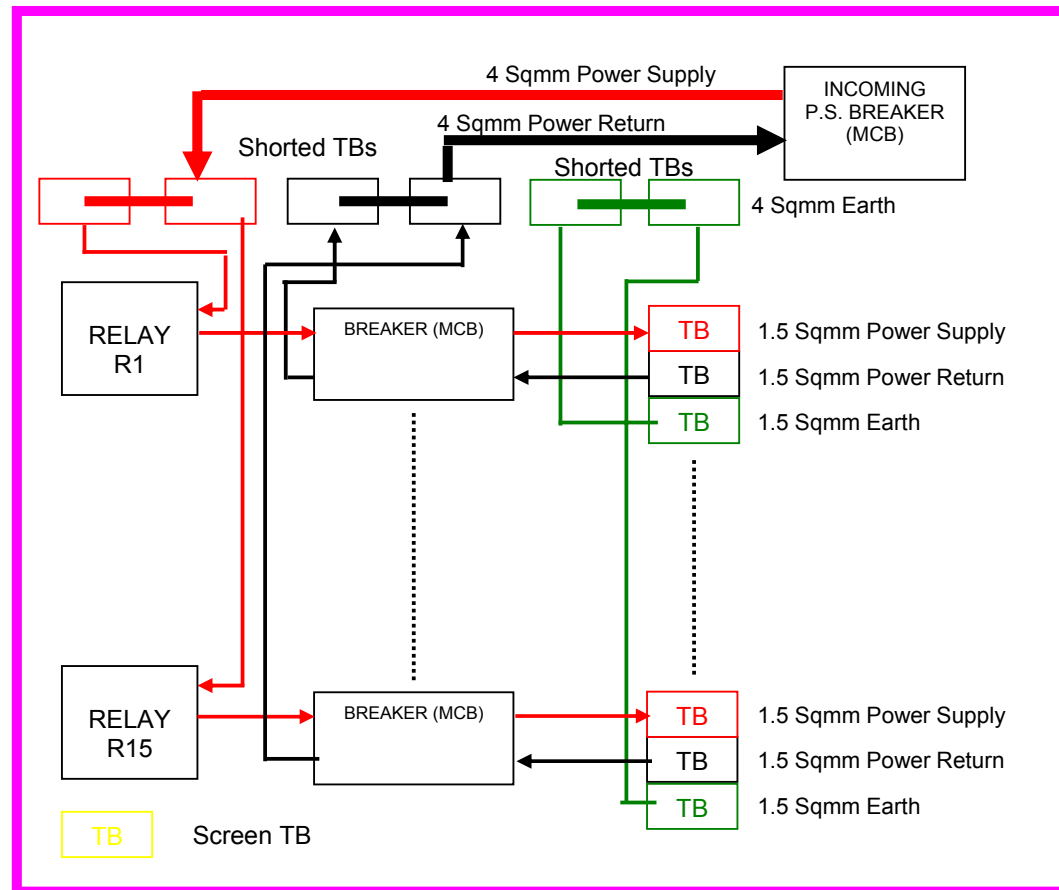 4 Sqmm Power Supply
INCOMING
P.S. BREAKER
(MCB)
4 Sqmm Power Return
Shorted TBs
Shorted TBs
4 Sqmm Earth
RELAY
R1
BREAKER (MCB)
TB
1.5 Sqmm Power Supply
TB
1.5 Sqmm Power Return
TB
1.5 Sqmm Earth
RELAY
R15
BREAKER (MCB)
TB
1.5 Sqmm Power Supply
TB
1.5 Sqmm Power Return
TB
1.5 Sqmm Earth
TB
Screen TB